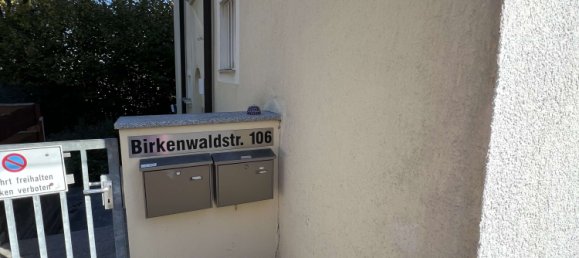 Birkenwaldstr. 106
freihalten
verboten